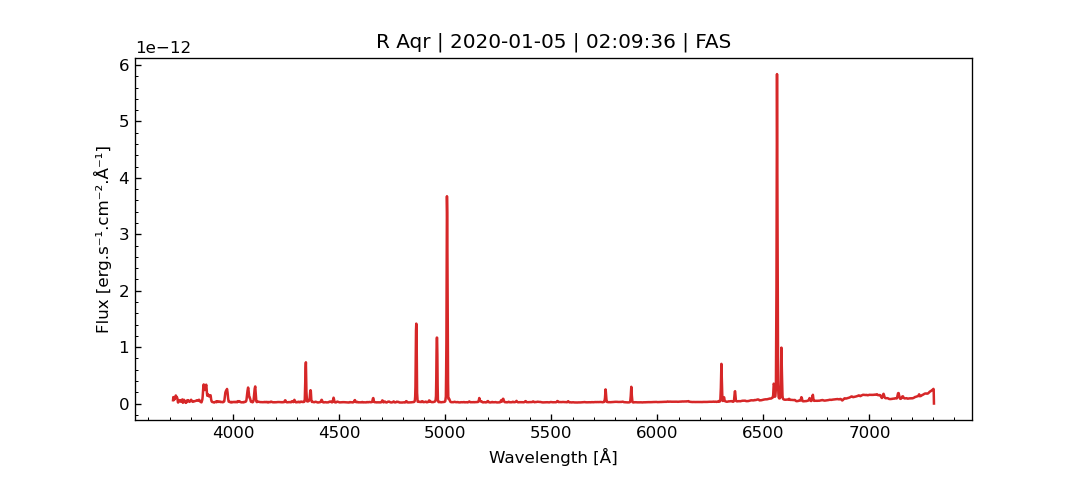 R Aqr | 2020-01-05 | 02:09:36 | FAS
1e−12
6
5
4
3
2
1
0
Flux [erg.s⁻¹.cm⁻².Å⁻¹]
4000 4500 5000 5500 6000 6500 7000
Wavelength [Å]